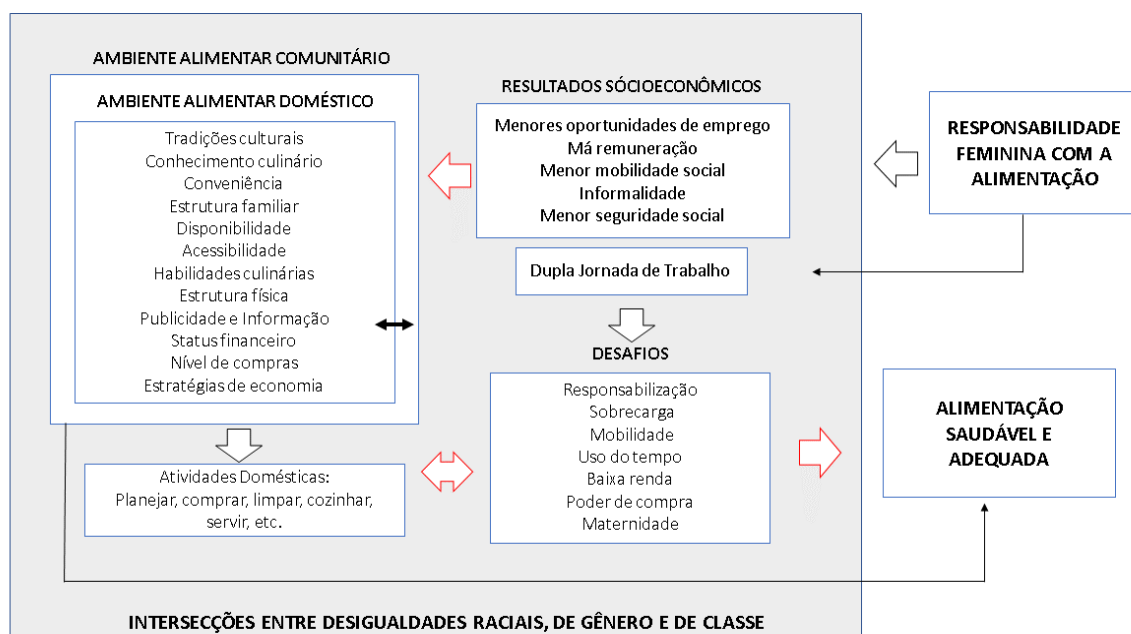 AMBIENTE ALIMENTAR COMUNITÁRIO
AMBIENTE ALIMENTAR DOMÉSTICO
Tradições culturais
Conhecimento culinário
Conveniência
Estrutura familiar
Disponibilidade
Acessibilidade
Habilidades culinárias
Estrutura física
Publicidade e Informação
Status financeiro
Nível de compras
Estratégias de economia
Atividades Domésticas:
Planejar, comprar, limpar, cozinhar,
servir, etc.
RESULTADOS SÓCIOECONÔMICOS
Menores oportunidades de emprego
Má remuneração
Menor mobilidade social
Informalidade
Menor seguridade social
Dupla Jornada de Trabalho
DESAFIOS
Responsabilização
Sobrecarga
Mobilidade
Uso do tempo
Baixa renda
Poder de compra
Maternidade
RESPONSABILIDADE
FEMININA COM A
ALIMENTAÇÃO
ALIMENTAÇÃO
SAUDÁVEL E
ADEQUADA
INTERSECÇÕES ENTRE DESIGUALDADES RACIAIS, DE GÊNERO E DE CLASSE